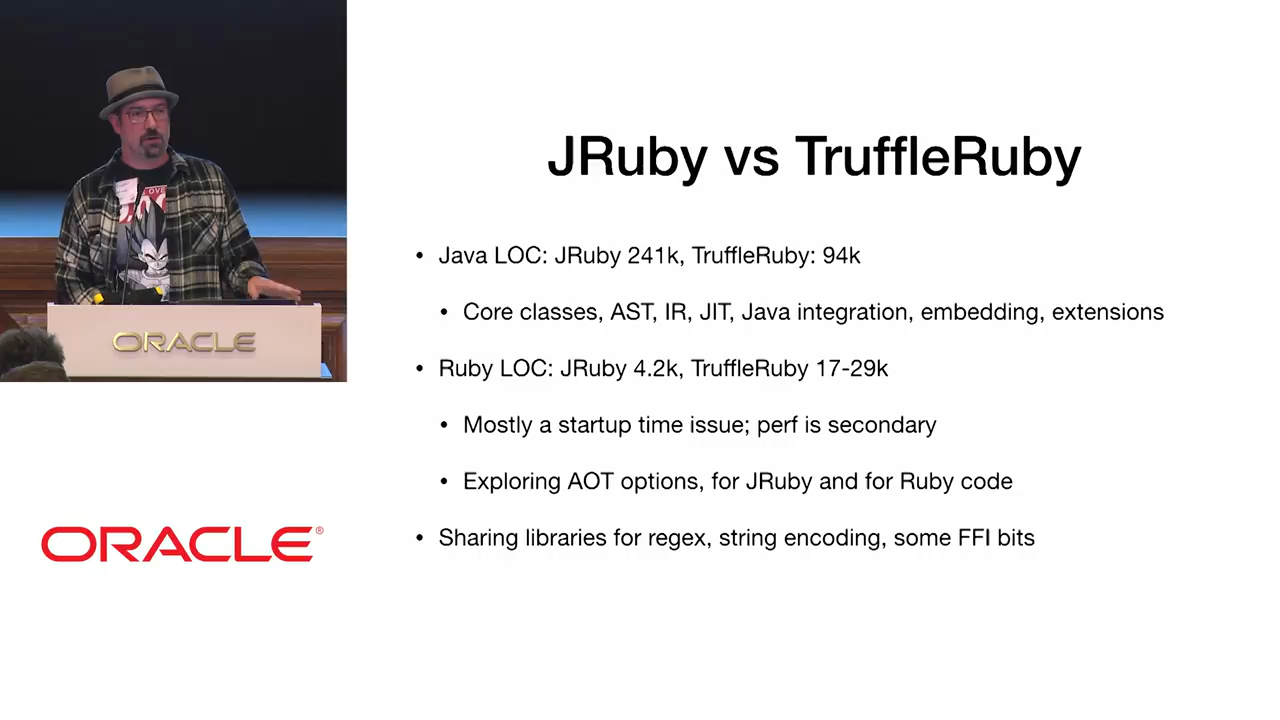 ORACLE
JRuby vs TruffleRuby
• Java LOC: JRuby 241k, TruffleRuby: 94k
• Core classes, AST, IR, JIT, Java integration, embedding, extensions
• Ruby LOC: JRuby 4.2k, TruffleRuby 17-29k
• Mostly a startup time issue; perf is secondary
• Exploring AOT options, for JRuby and for Ruby code
• Sharing libraries for regex, string encoding, some FFI bits
ORACLE®